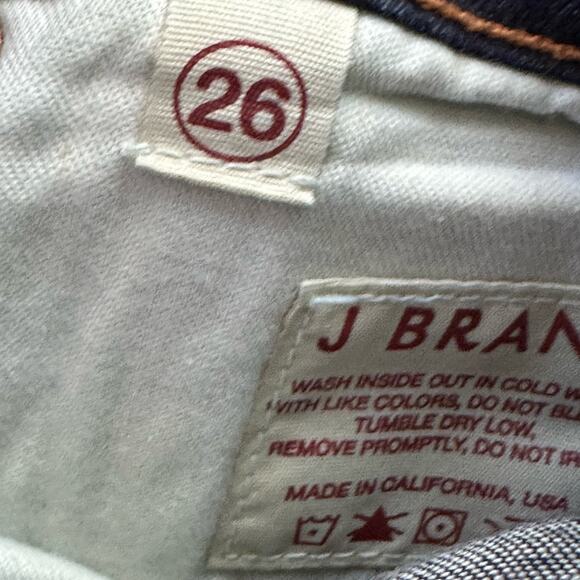 26
J BRAN
WASH INSIDE OUT IN COLD W
WITH LIKE COLORS, DO NOT BL
TUMBLE DRY LOW,
REMOVE PROMPTLY, DO NOT IR
MADE IN CALIFORNIA, USA